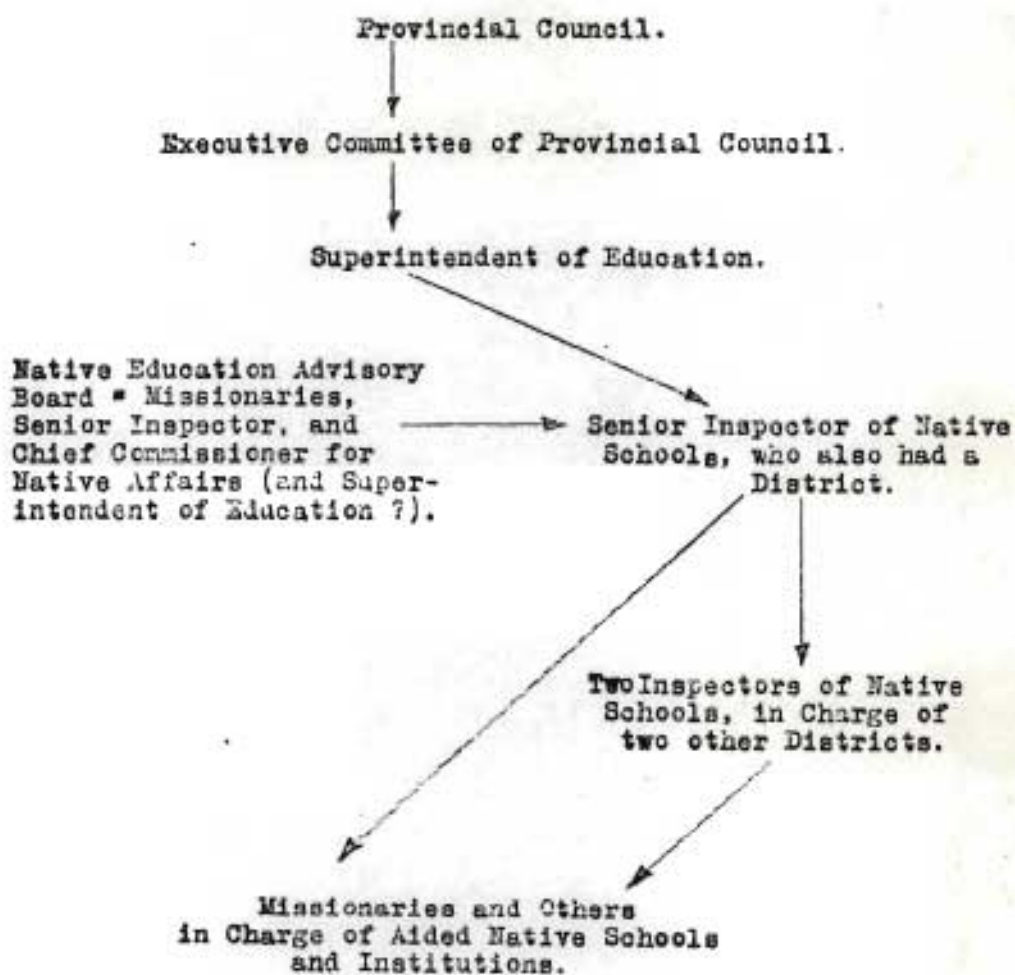 Provincial Council.
Executive Committee of Provincial Council.
Superintendent of Education.
Native Education Advisory
Board = Missionaries,
Senior Inspector, and
Chief Commissioner for
Native Affairs (and Super-
intendent of Education ?).
Senior Inspector of Native
Schools, who also had a
District.
Two Inspectors of Native
Schools, in Charge of
two other Districts.
Missionaries and Others
in Charge of Aided Native Schools
and Institutions.